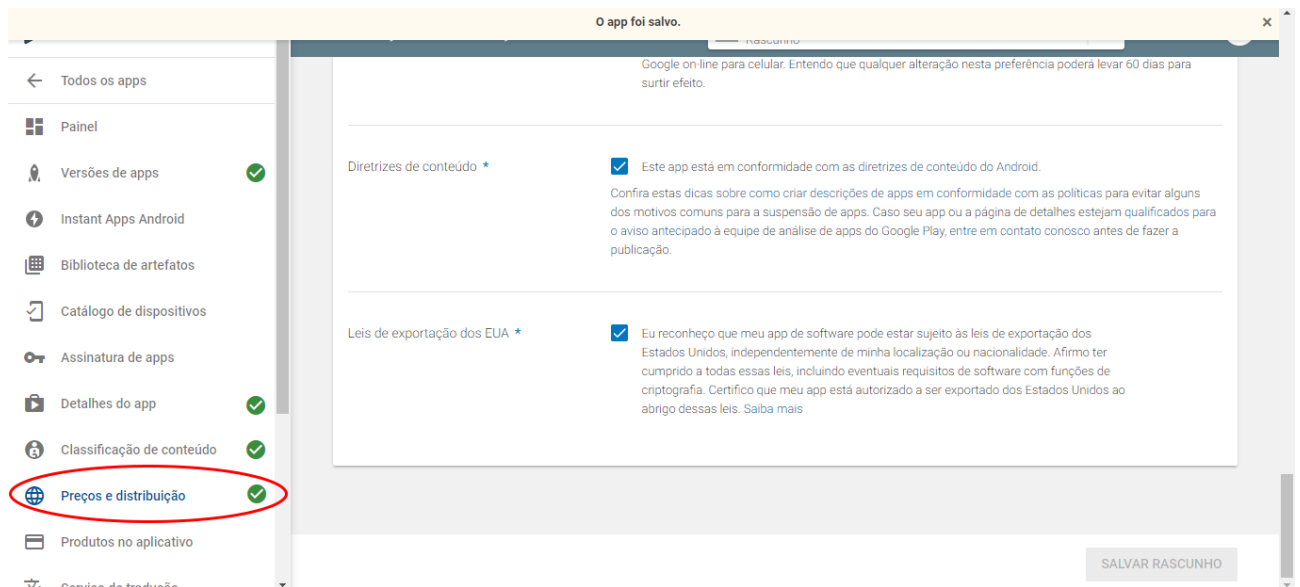 O app foi salvo.
Rascunho
Todos os apps
Painel
Versões de apps
Instant Apps Android
Biblioteca de artefatos
Catálogo de dispositivos
Assinatura de apps
Detalhes do app
Classificação de conteúdo
Preços e distribuição
Produtos no aplicativo
Serviço de tradução
Google on-line para celular. Entendo que qualquer alteração nesta preferência poderá levar 60 dias para
surtir efeito.
Diretrizes de conteúdo *
Este app está em conformidade com as diretrizes de conteúdo do Android.
Confira estas dicas sobre como criar descrições de apps em conformidade com as políticas para evitar alguns
dos motivos comuns para a suspensão de apps. Caso seu app ou a página de detalhes estejam qualificados para
o aviso antecipado à equipe de análise de apps do Google Play, entre em contato conosco antes de fazer a
publicação.
Leis de exportação dos EUA *
Eu reconheço que meu app de software pode estar sujeito às leis de exportação dos
Estados Unidos, independentemente de minha localização ou nacionalidade. Afirmo ter
cumprido a todas essas leis, incluindo eventuais requisitos de software com funções de
criptografia. Certifico que meu app está autorizado a ser exportado dos Estados Unidos ao
abrigo dessas leis. Saiba mais
SALVAR RASCUNHO